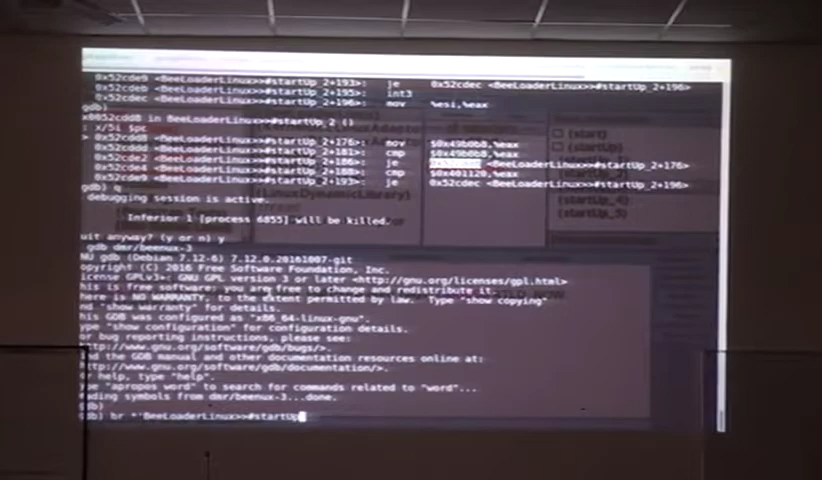 0x52cde9 <BeeLoaderLinux>>#startUp_2+193>: je 0x52cdec <BeeLoaderLinux>>#startUp_2+196>
0x52cdeb <BeeLoaderLinux>>#startUp_2+195>: int3
0x52cdec <BeeLoaderLinux>>#startUp_2+196>: mov %esi,%eax
gdb)
in BeeLoaderLinux>>#startUp_2 ()
: x/5i $pc
<BeeLoaderLinux>>#startUp_2+176>: mov $0x49b0b8,%eax
<BeeLoaderLinux>>#startUp_2+181>: cmp $0x49b0b8,%eax
0x52cde2 <BeeLoaderLinux>>#startUp_2+186>: je <BeeLoaderLinux>>#startUp_2+176>
0x52cde4 <BeeLoaderLinux>>#startUp_2+188>: cmp $0x401120,%eax
0x52cde9 <BeeLoaderLinux>>#startUp_2+193>: je 0x52cdec <BeeLoaderLinux>>#startUp_2+196>
gdb) q
debugging session is active.
Inferior 1 [process 6855] will be killed.
uit anyway? (y or n) y
gdb dmr/beenux-3
NU gdb (Debian 7.12-6) 7.12.0.20161007-git
opyright (C) 2016 Free Software Foundation, Inc.
icense GPLv3+: GNU GPL version 3 or later <http://gnu.org/licenses/gpl.html>
his is free software: you are free to change and redistribute it.
here is NO WARRANTY, to the extent permitted by law. Type "show copying"
nd "show warranty" for details.
his GDB was configured as "x86_64-linux-gnu".
ype "show configuration" for configuration details.
or bug reporting instructions, please see:
http://www.gnu.org/software/gdb/bugs/>.
ind the GDB manual and other documentation resources online at:
http://www.gnu.org/software/gdb/documentation/>.
or help, type "help".
ype "apropos word" to search for commands related to "word"...
ading symbols from dmr/beenux-3...done.
gdb)
gdb) br *'BeeLoaderLinux>>#startUp
(LinuxDynamicLibrary)
(start)
(startUp)
(startUp_4)
(startUp_5)